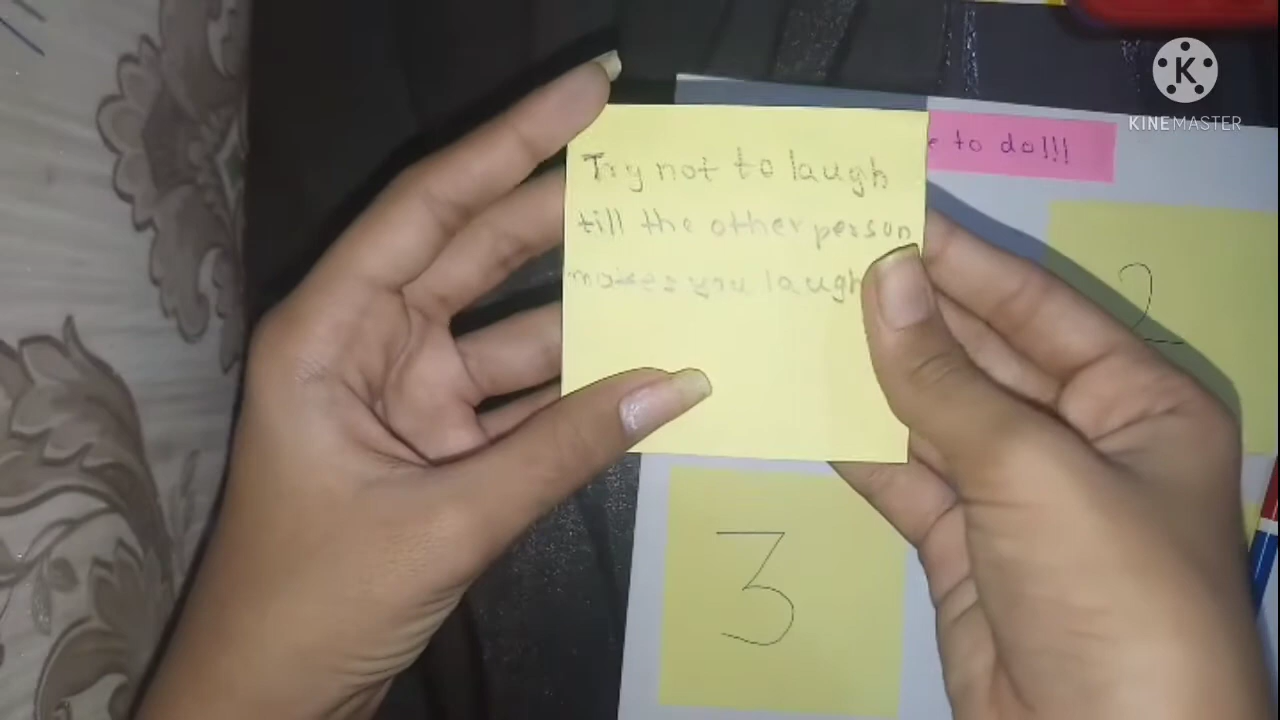 KINEMASTER
e to do!!!
Try not to laugh
till the other person
makes you laugh
2
3